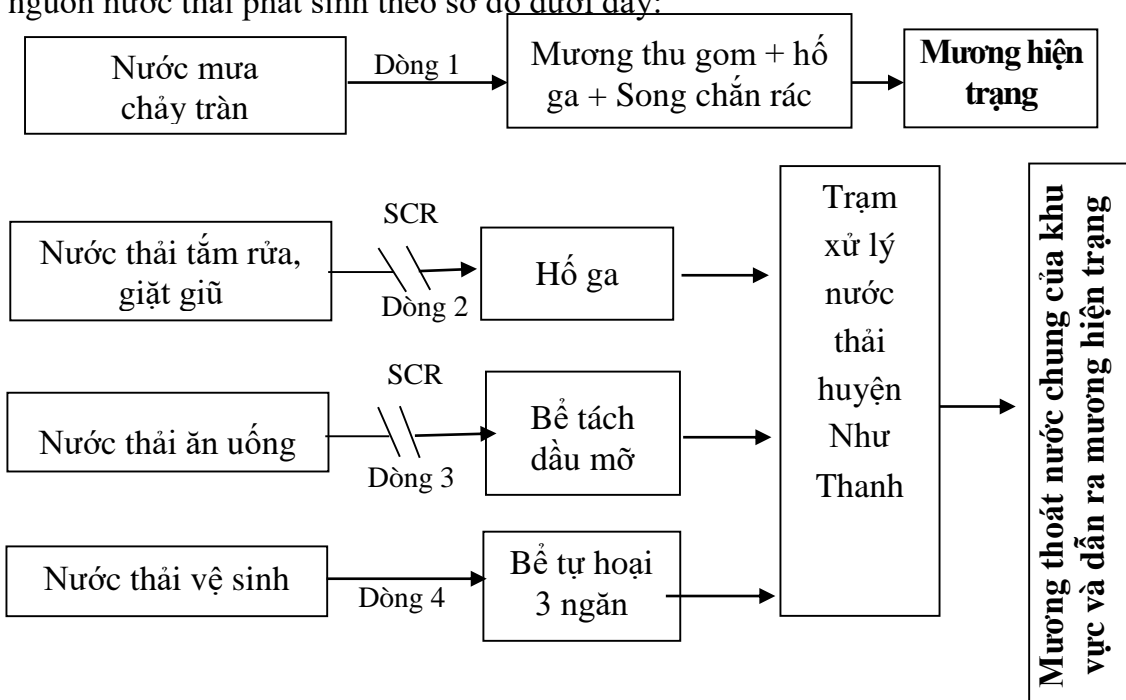 nguồn nước thải phát sinh theo sơ đồ dưới đây:
Nước mưa
chảy tràn
Dòng 1
Mương thu gom + hố
ga + Song chắn rác
Mương hiện
trạng
Nước thải tắm rửa,
giặt giũ
SCR
Dòng 2
Hố ga
Nước thải ăn uống
SCR
Dòng 3
Bể tách
dầu mỡ
Nước thải vệ sinh
Dòng 4
Bể tự hoại
3 ngăn
Trạm
xử lý
nước
thải
huyện
Như
Thanh
Mương thoát nước chung của khu
vực và dẫn ra mương hiện trạng